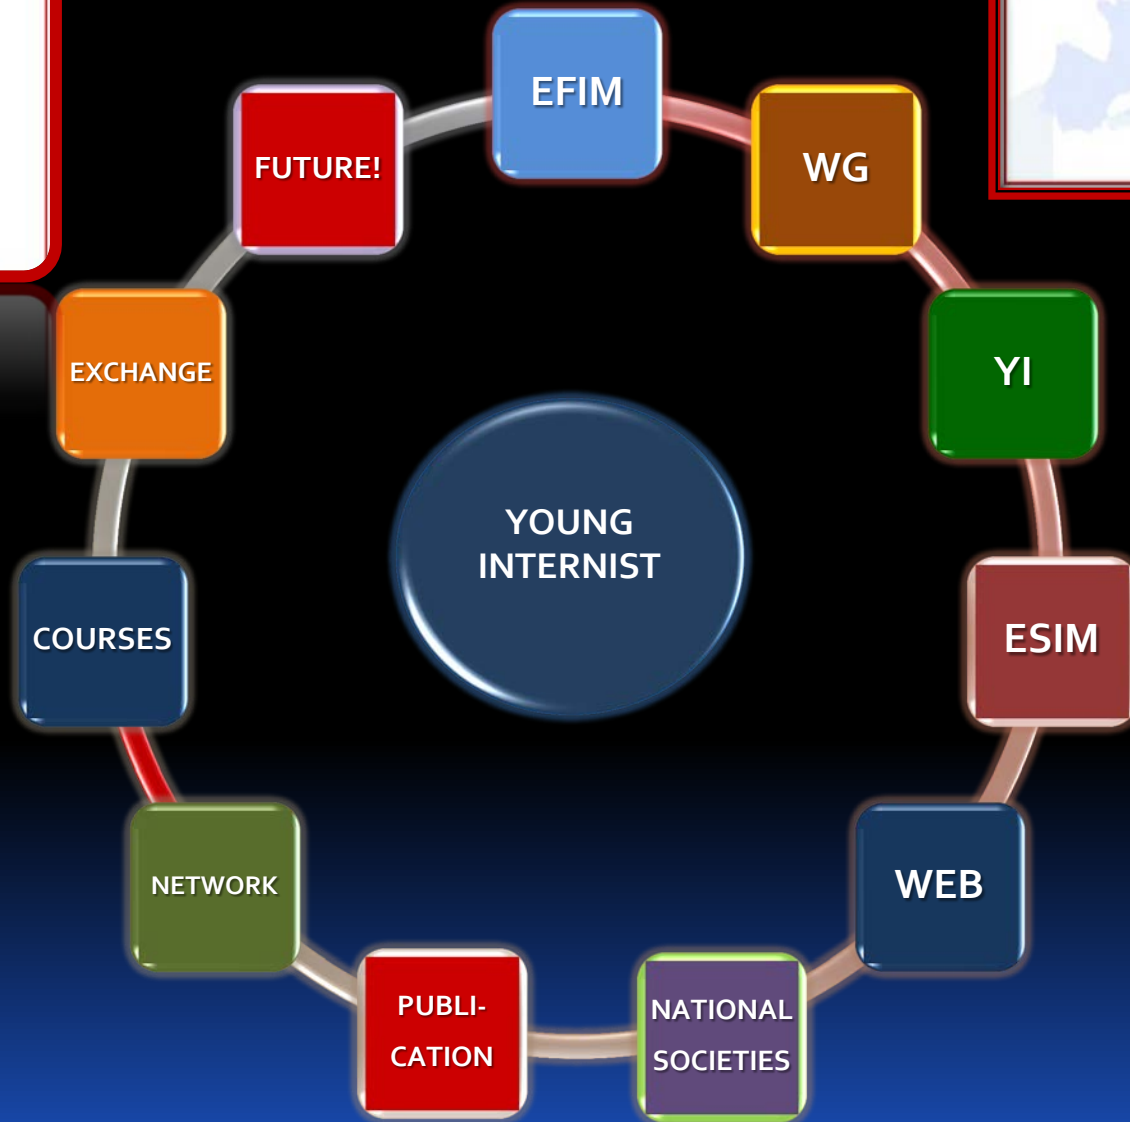 EFIM
WG
YI
ESIM
WEB
NATIONAL
SOCIETIES
PUBLI-
CATION
NETWORK
COURSES
EXCHANGE
FUTURE!
YOUNG
INTERNIST